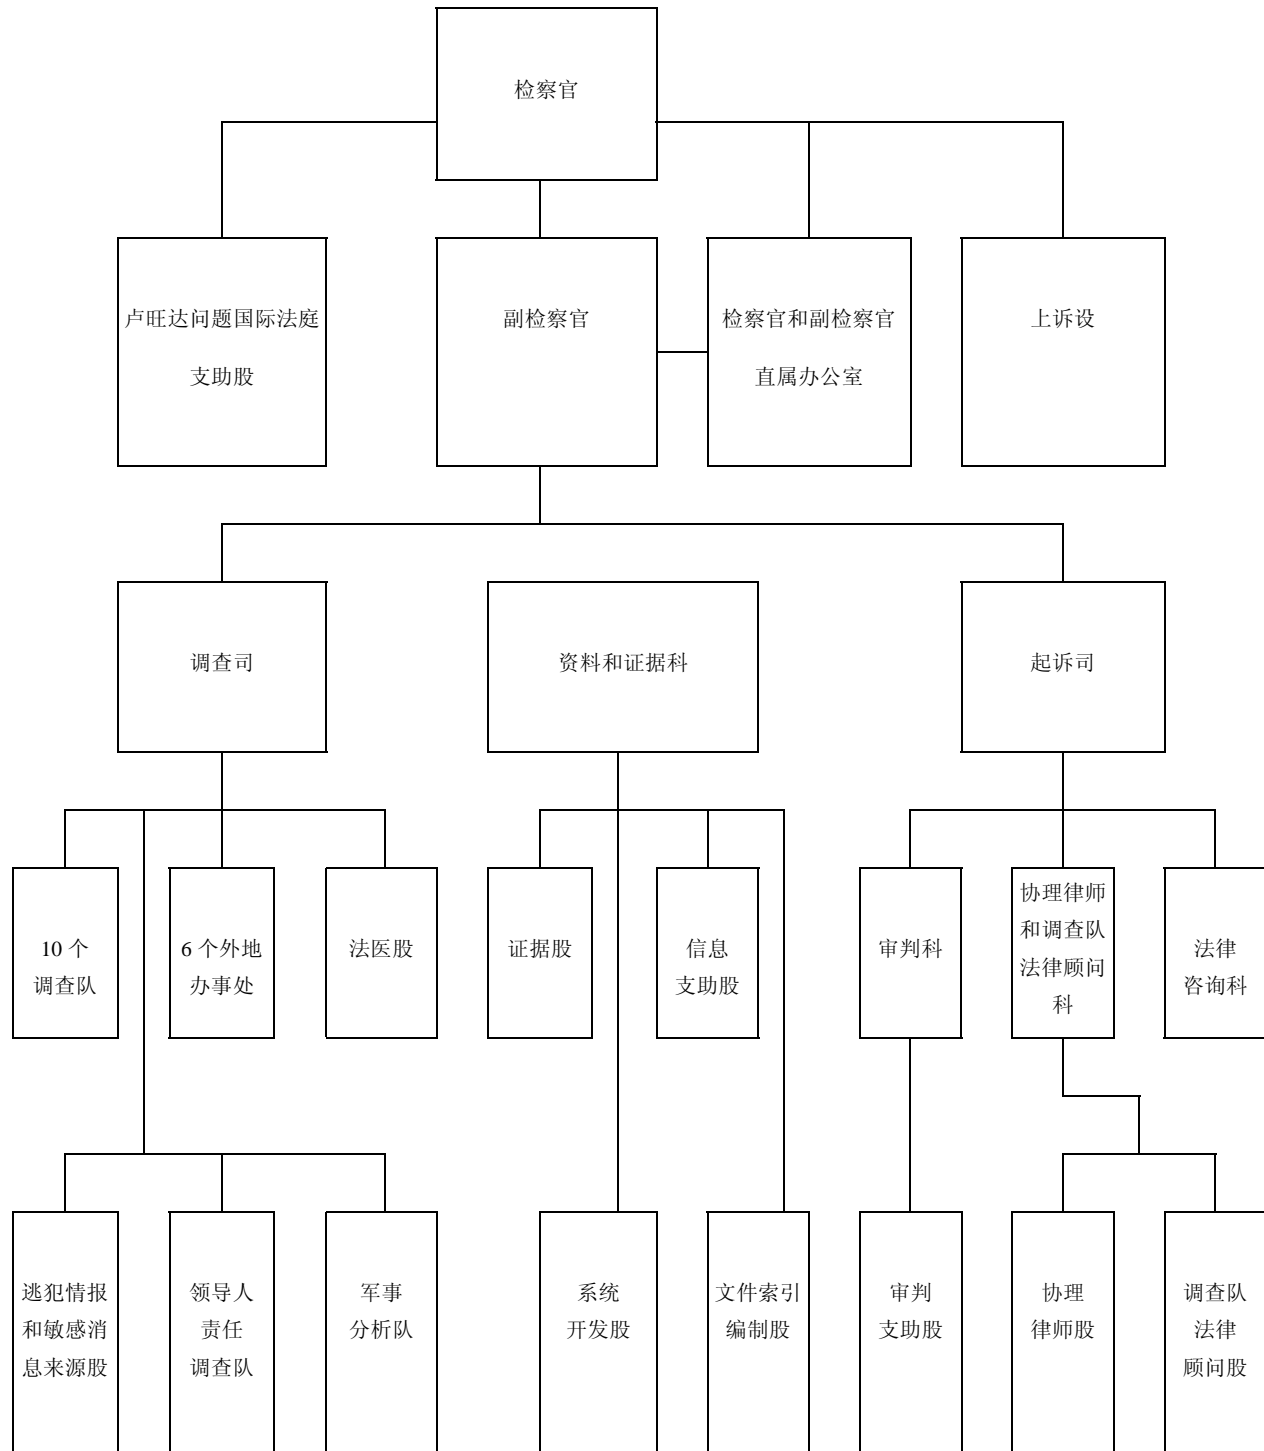 检察官
卢旺达问题国际法庭
支助股
副检察官
检察官和副检察官
直属办公室
上诉设
调查司
资料和证据科
起诉司
10 个
调查队
6 个外地
办事处
法医股
证据股
信息
支助股
审判科
协理律师
和调查队
法律顾问
科
法律
咨询科
逃犯情报
和敏感消
息来源股
领导人
责任
调查队
军事
分析队
系统
开发股
文件索引
编制股
审判
支助股
协理
律师股
调查队
法律
顾问股